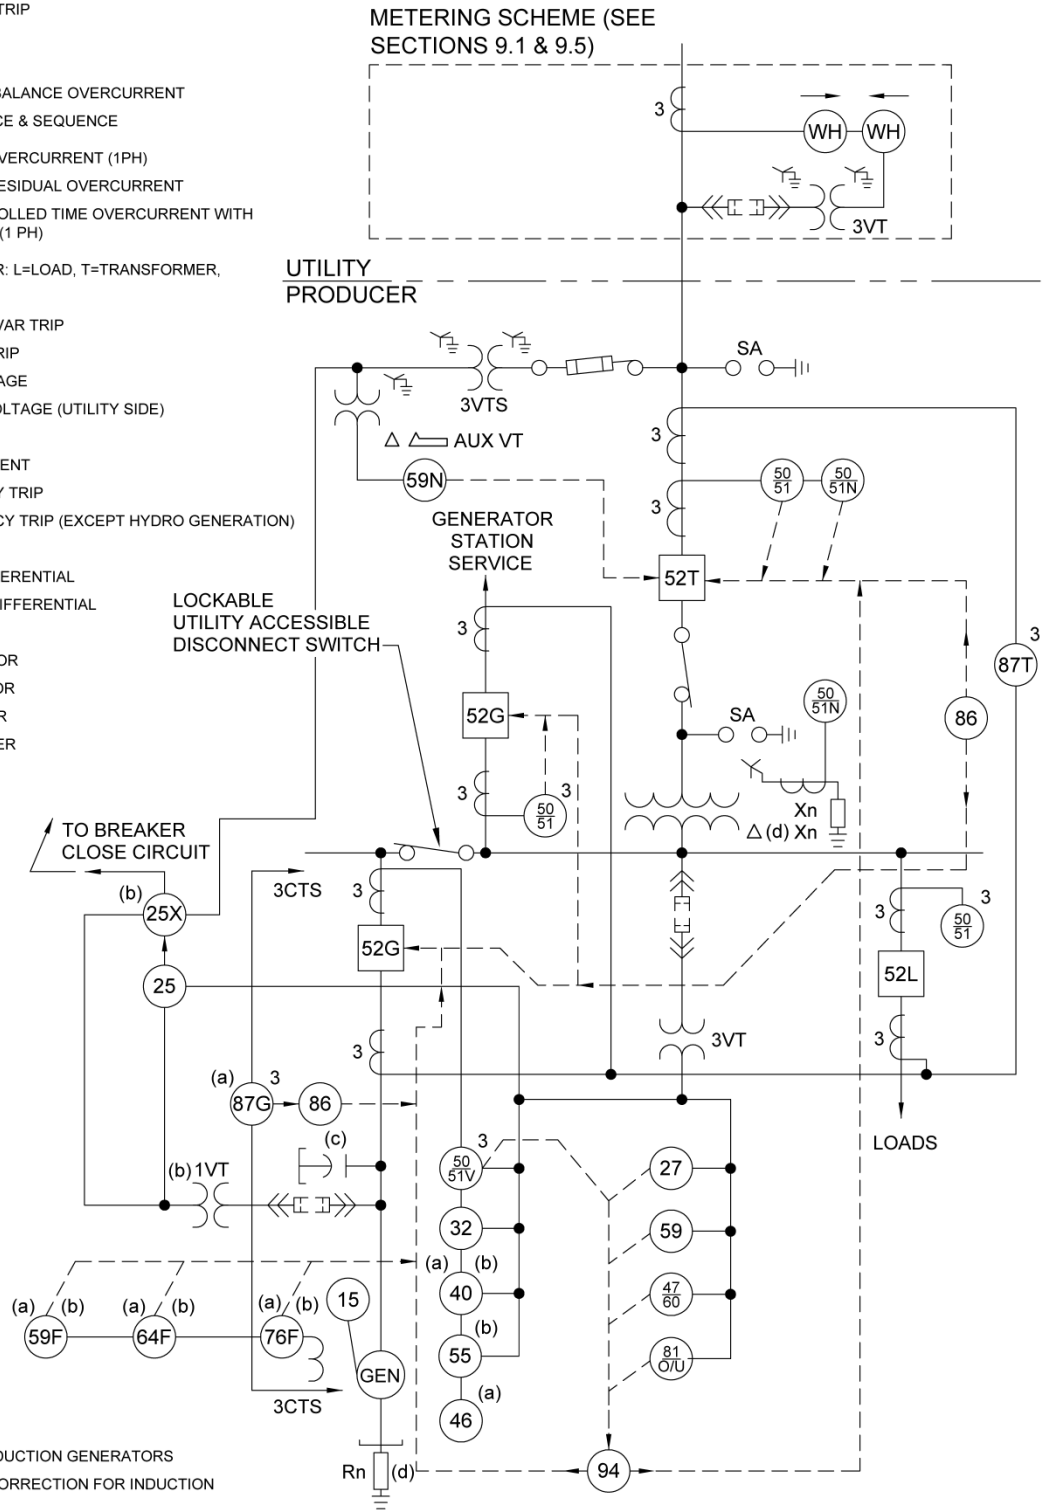 TRIP
BALANCE OVERCURRENT
CE & SEQUENCE
VERCURRENT (1PH)
ESIDUAL OVERCURRENT
OLLED TIME OVERCURRENT WITH
(1 PH)
R: L=LOAD, T=TRANSFORMER,
VAR TRIP
RIP
AGE
OLTAGE (UTILITY SIDE)
ENT
Y TRIP
CY TRIP (EXCEPT HYDRO GENERATION)
ERENTIAL
IFFERENTIAL
OR
OR
R
ER
METERING SCHEME (SEE
SECTIONS 9.1 & 9.5)
3
WH
WH
3VT
UTILITY
PRODUCER
SA
3VTS
3
AUX VT
59N
50
51
50
51N
3
GENERATOR
STATION
SERVICE
52T
LOCKABLE
UTILITY ACCESSIBLE
DISCONNECT SWITCH
3
3
87T
50
51N
52G
SA
86
3
3
50
51
Xn
(d) Xn
TO BREAKER
CLOSE CIRCUIT
3CTS
(b)
25X
3
3
3
50
51
52G
52L
25
3
3VT
3
(a)
3
87G
86
LOADS
(c)
3
50
51V
27
(b) 1VT
32
59
(a)
(b)
40
47
60
(a)
(b)
(a)
(b)
(a)
(b)
15
59F
64F
76F
(b)
55
81
O/U
GEN
3CTS
(a)
46
Rn
(d)
94
DUCTION GENERATORS
ORRECTION FOR INDUCTION